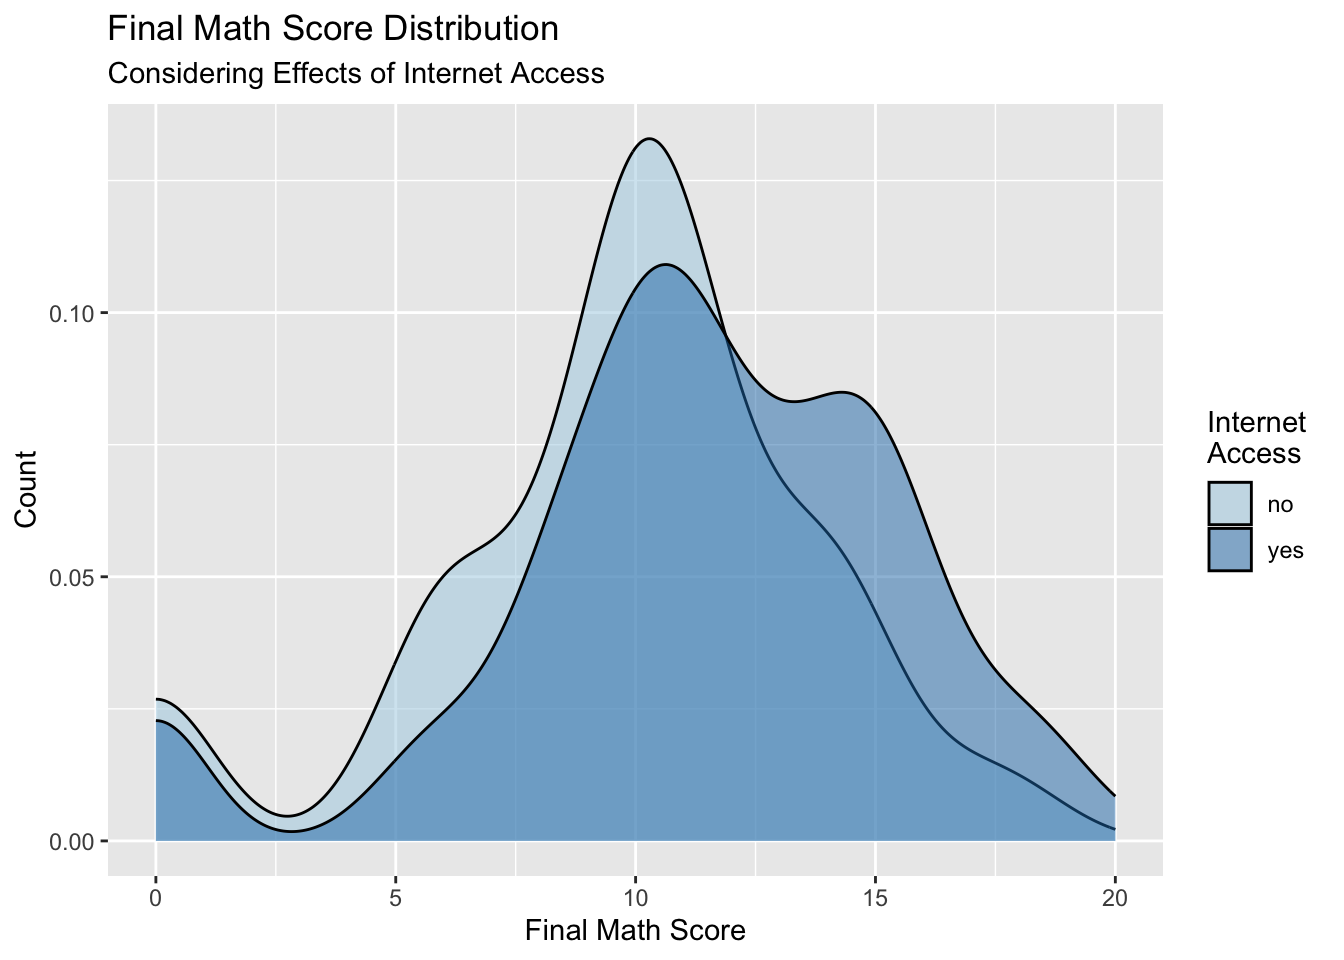 Final Math Score Distribution
Considering Effects of Internet Access
Count
0.10
0.05
0.00
0 5 10 15 20
Final Math Score
Internet
Access
no
yes